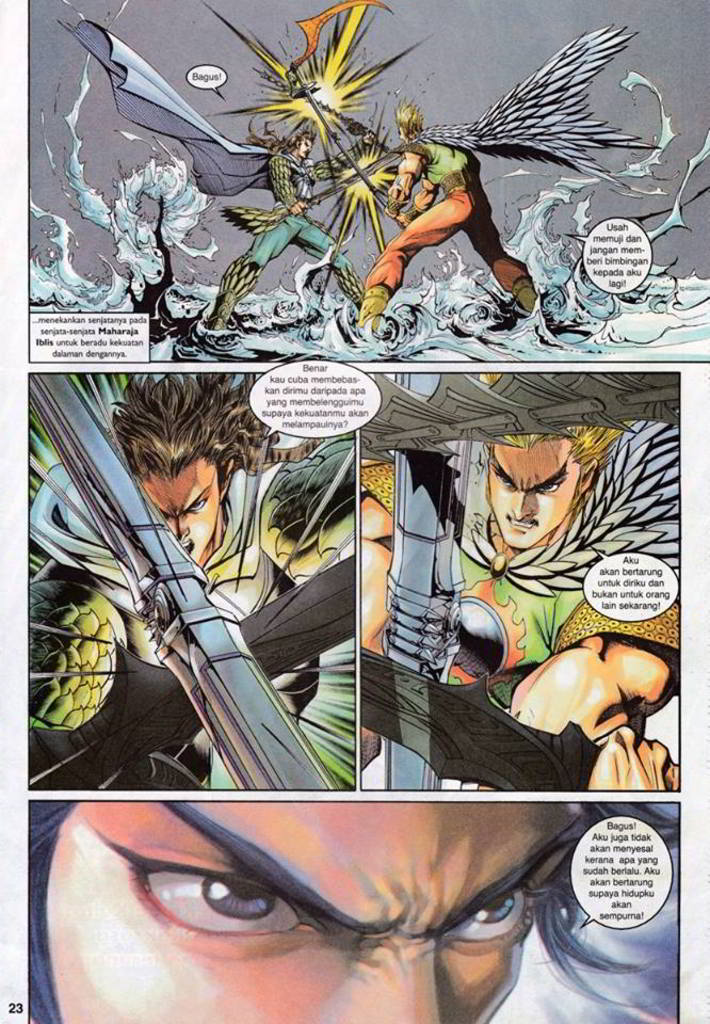 Bagus!
Usah
memuji dan
jangan mem-
beri bimbingan
kepada aku
lagi!
...menekankan senjatanya pada
senjata-senjata Maharaja
Iblis untuk beradu kekuatan
dalaman dengannya.
Benar
kau cuba membebas-
kan dirimu daripada apa
yang membelenggumu
supaya kekuatanmu akan
melampauinya?
Aku
akan bertarung
untuk diriku dan
bukan untuk orang
lain sekarang!
Bagus!
Aku juga tidak
akan menyesal
kerana apa yang
sudah berlalu. Aku
akan bertarung
supaya hidupku
akan
sempurna!
23